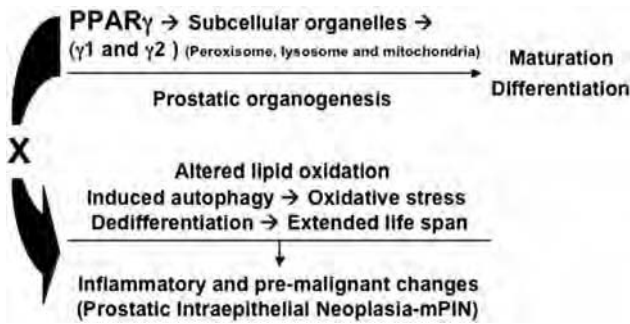 PPARγ → Subcellular organelles →
(γ1 and γ2 ) (Peroxisome, lysosome and mitochondria)
Maturation
Differentiation
Prostatic organogenesis
X
Altered lipid oxidation
Induced autophagy → Oxidative stress
Dedifferentiation → Extended life span
Inflammatory and pre-malignant changes
(Prostatic Intraepithelial Neoplasia-mPIN)